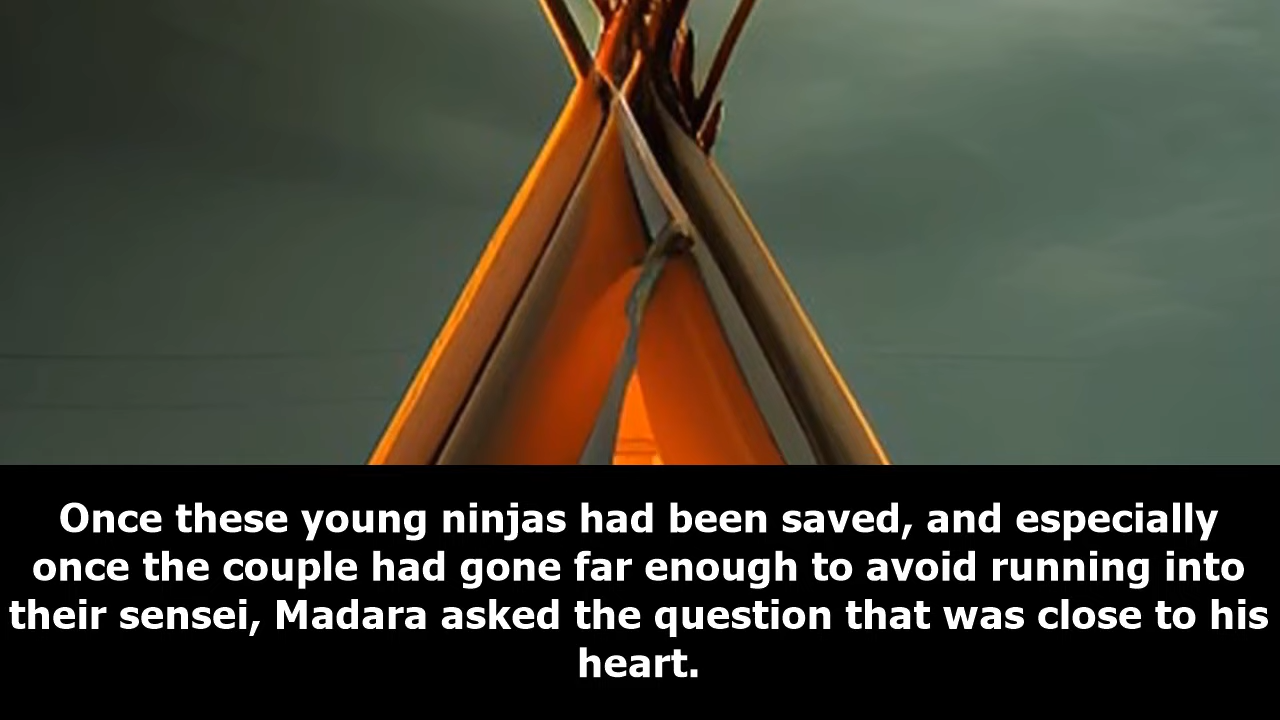 Once these young ninjas had been saved, and especially
once the couple had gone far enough to avoid running into
their sensei, Madara asked the question that was close to his
heart.